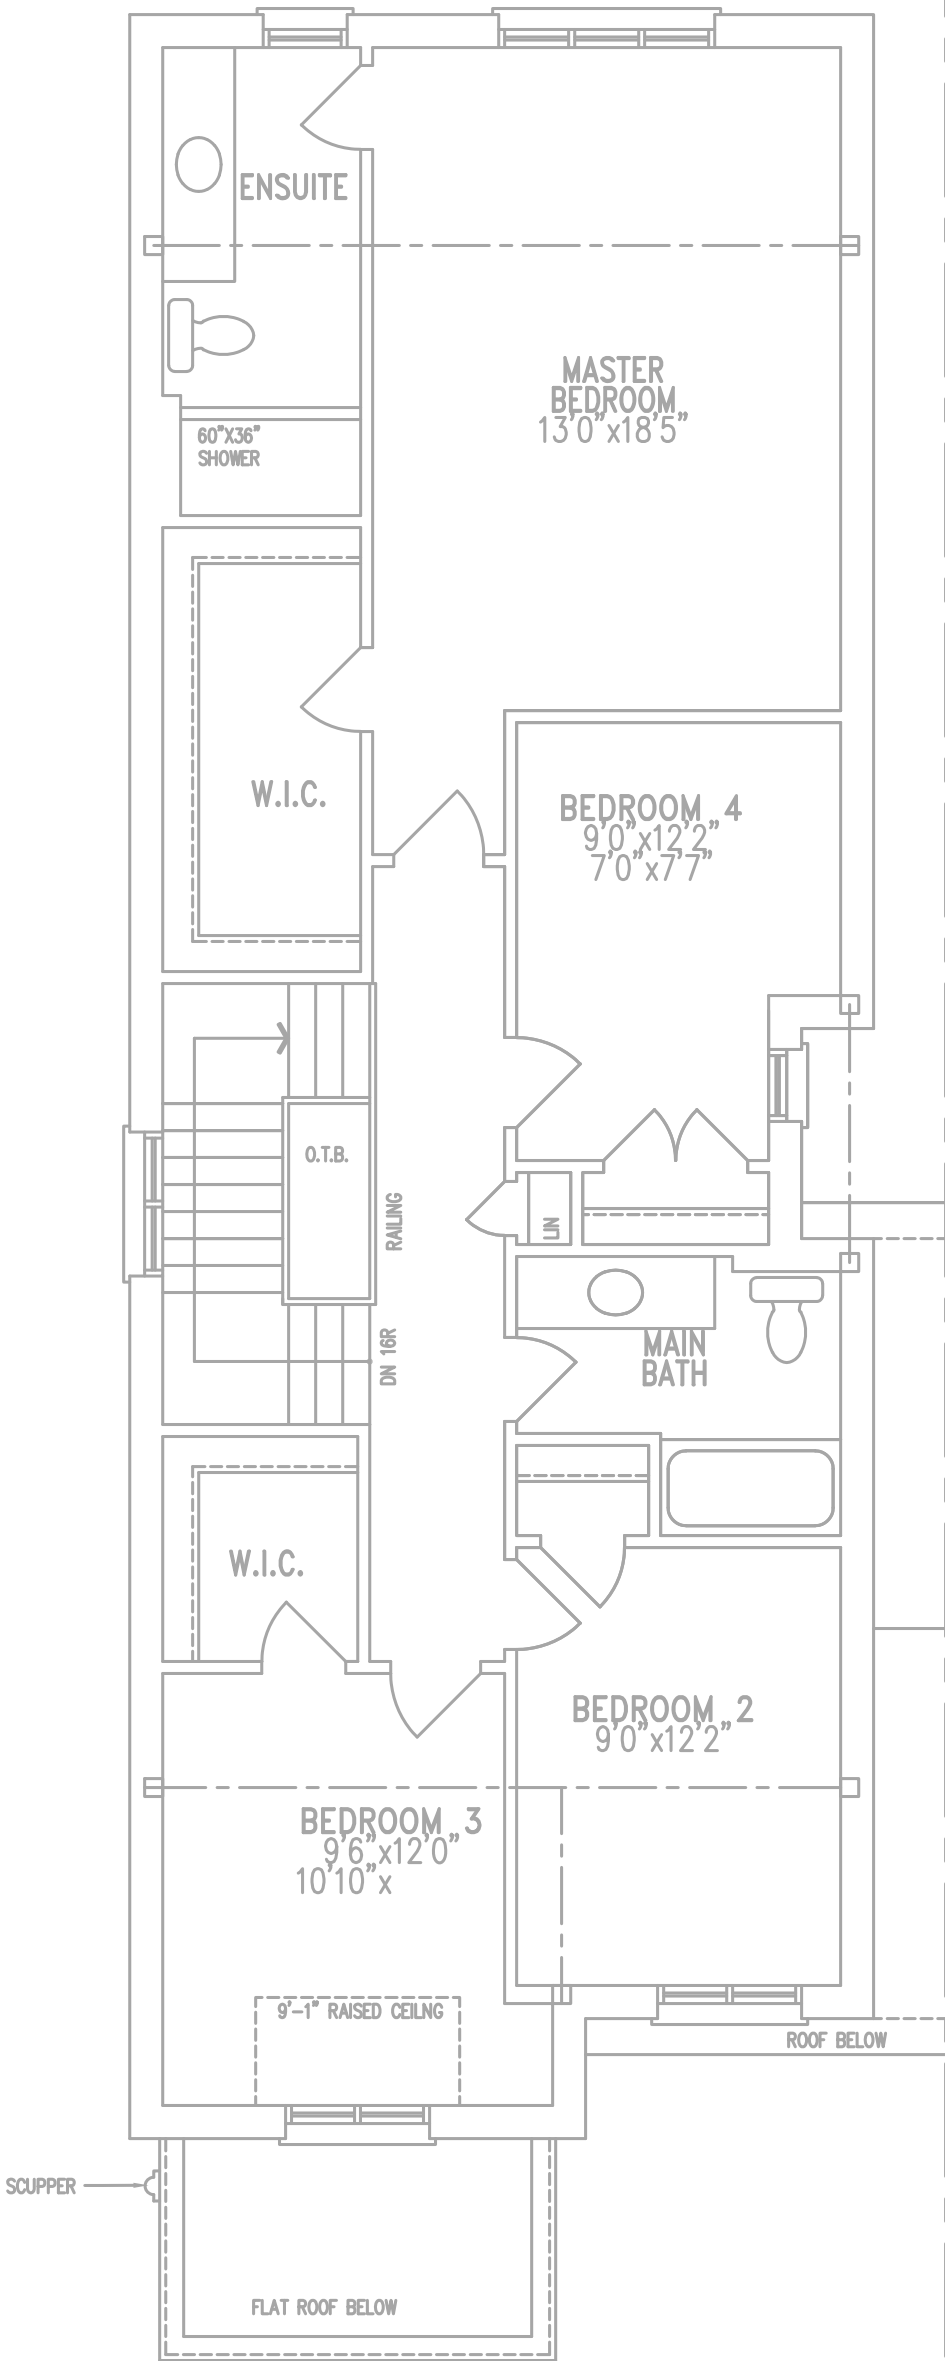 ENSUITE
MASTER
BEDROOM
13'0"x18'5"
60"X36"
SHOWER
W.I.C.
BEDROOM 4
9'0"x12'2"
7'0"x7'7"
O.T.B.
RAILING
LIN
DN 16R
MAIN
BATH
W.I.C.
BEDROOM 2
9'0"x12'2"
BEDROOM 3
9'6"x12'0"
10'10"x
9'-1" RAISED CEILNG
ROOF BELOW
SCUPPER
FLAT ROOF BELOW